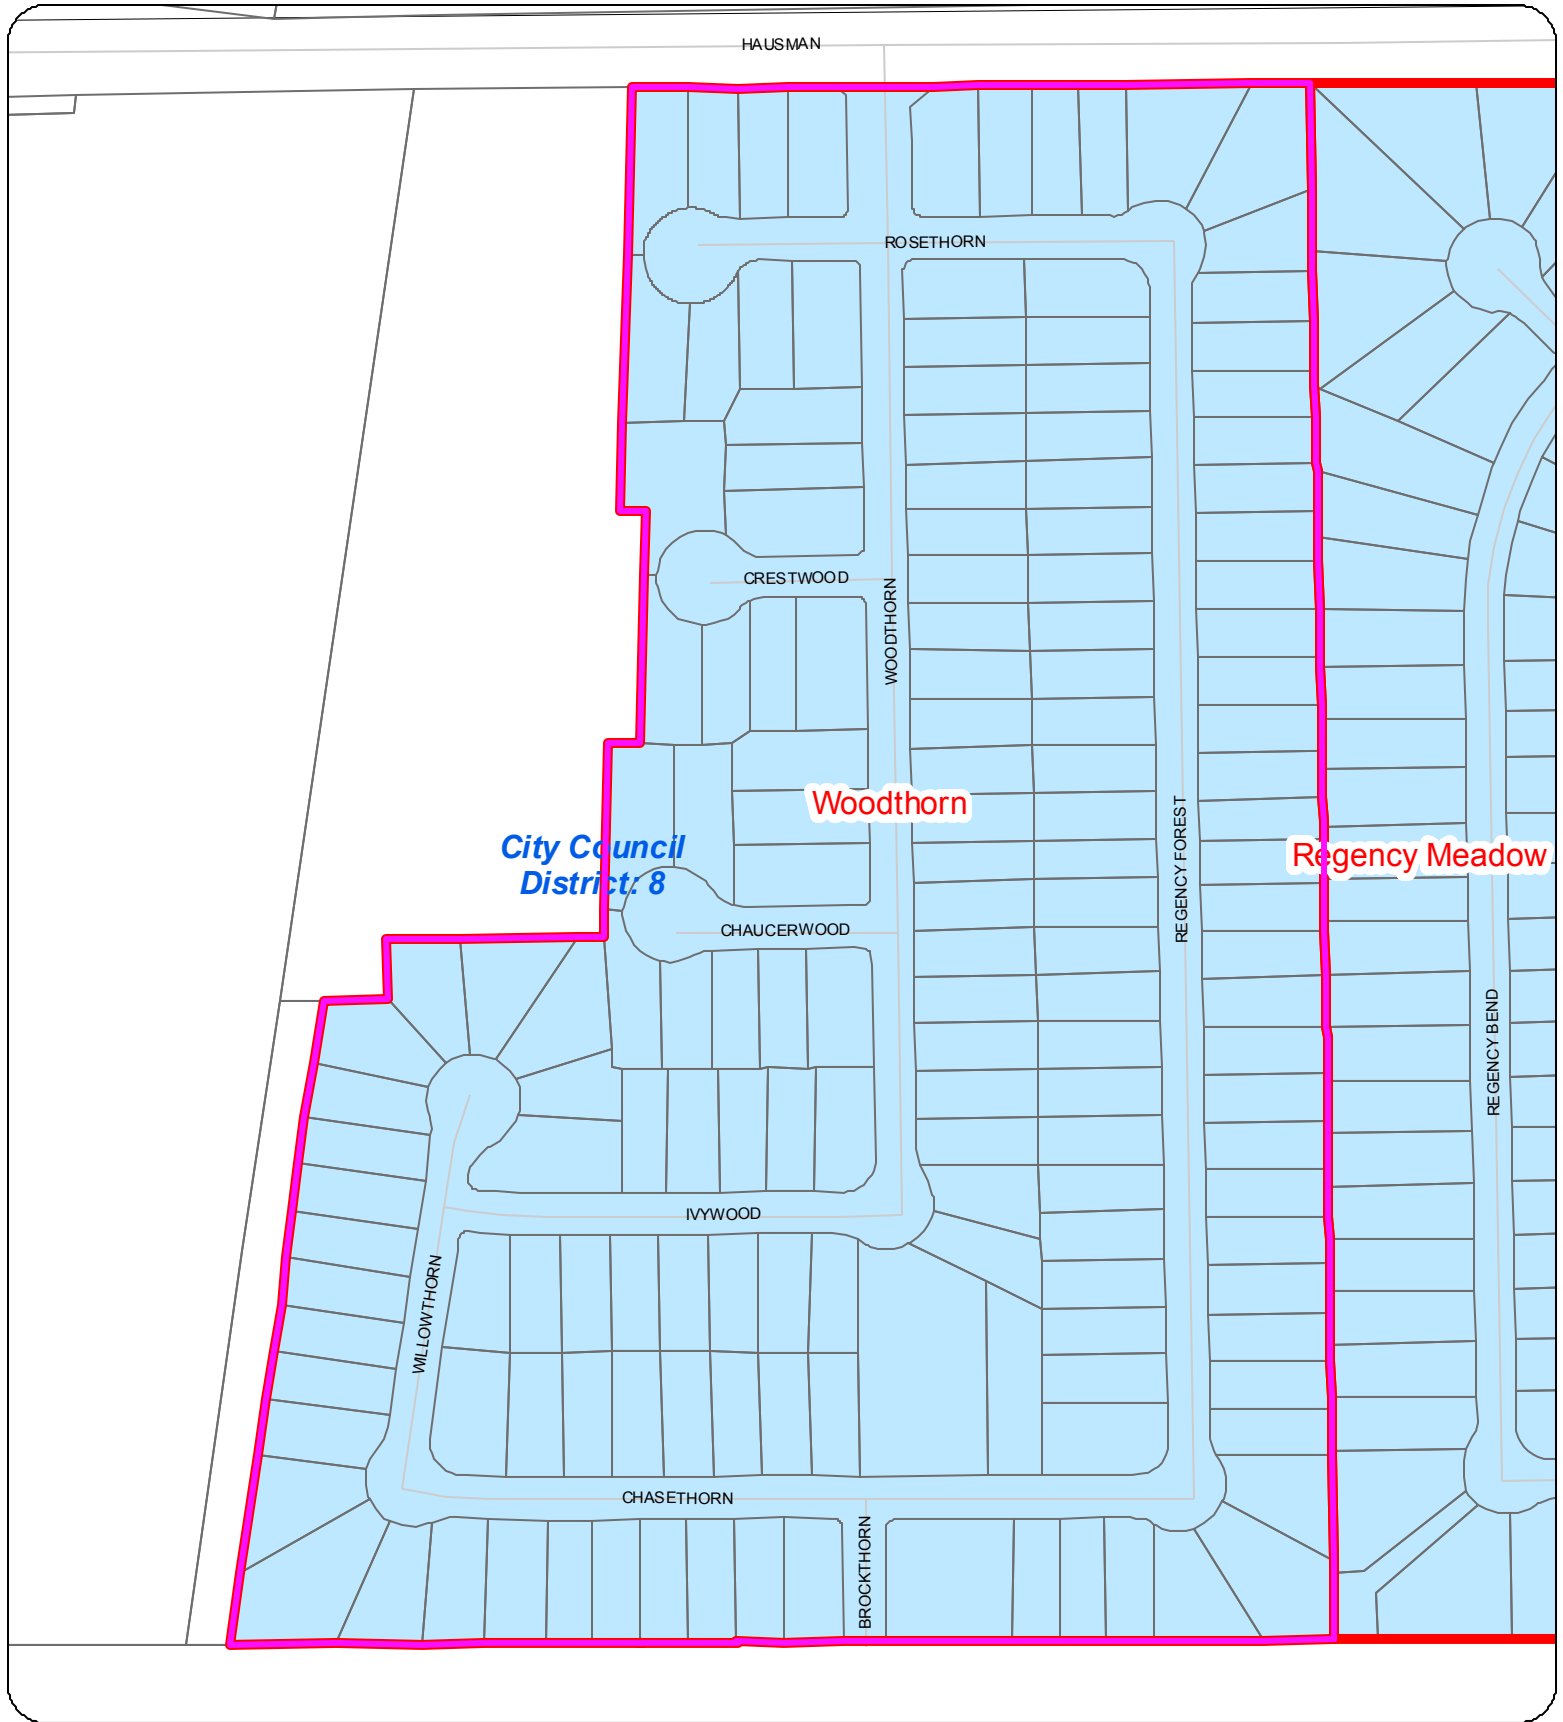 HAUSMAN
ROSETHORN
CRESTWOOD
WOODTHORN
Woodthorn
REGENCY FOREST
City Council
District: 8
Regency Meadow
CHAUCERWOOD
REGENCY BEND
IVYWOOD
WILLOWTHORN
CHASETHORN
BROCKTHORN